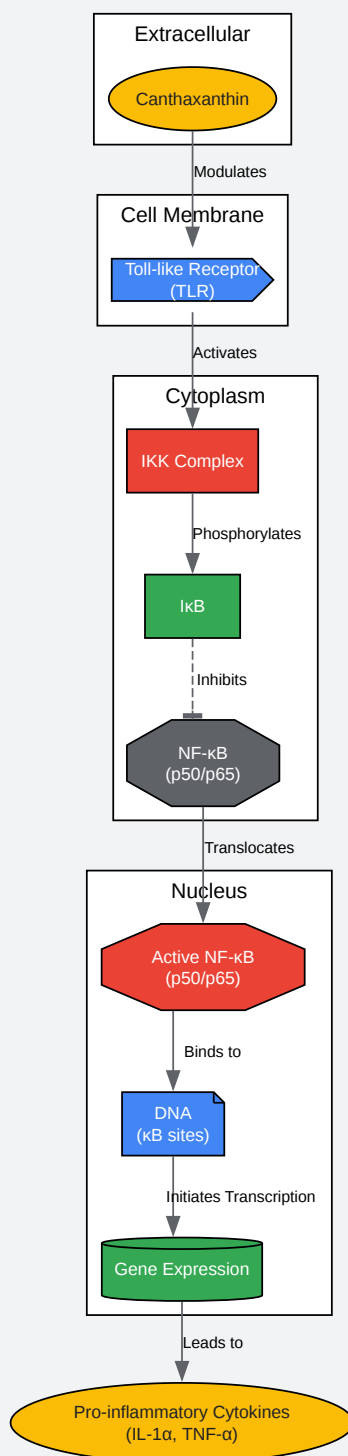 Extracellular
Canthaxanthin
Modulates
Cell Membrane
Toll-like Receptor
(TLR)
Activates
Cytoplasm
IKK Complex
Phosphorylates
IκB
Inhibits
NF-κB
(p50/p65)
Translocates
Nucleus
Active NF-κB
(p50/p65)
Binds to
DNA
(κB sites)
Initiates Transcription
Gene Expression
Leads to
Pro-inflammatory Cytokines
(IL-1α, TNF-α)